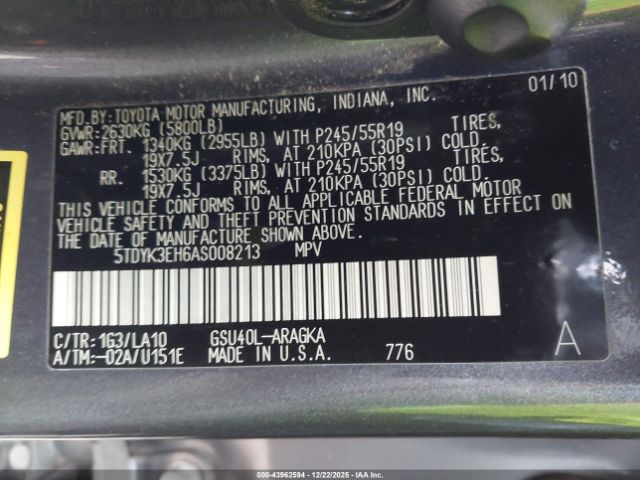 MFD.BY: TOYOTA MOTOR MANUFACTURING, INDIANA, INC. 01/10
GVWR:2630KG (5800LB)
GAWR:FRT. 1340KG (2955LB) WITH P245/55R19 TIRES,
19X7.5J RIMS, AT 210KPA (30PSI) COLD.
RR. 1530KG (3375LB) WITH P245/55R19 TIRES,
19X7.5J RIMS, AT 210KPA (30PSI) COLD.
THIS VEHICLE CONFORMS TO ALL APPLICABLE FEDERAL MOTOR
VEHICLE SAFETY AND THEFT PREVENTION STANDARDS IN EFFECT ON
THE DATE OF MANUFACTURE SHOWN ABOVE.
5TDYK3EH6AS008213 MPV
C/TR:1G3/LA10 GSU40L-ARAGKA A
A/TM:-02A/U151E MADE IN U.S.A. 776
© IAA - 43962594 - 12/22/2025 - IAAI.COM